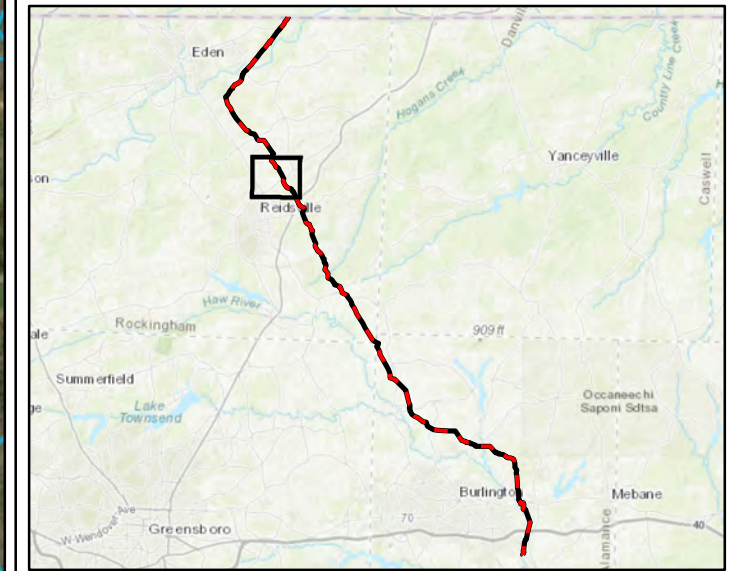 Eden
Danvil
Hogans Creek
County Line Creek
Yanceyville
Caswell
son
Reidsville
Haw River
Rockingham
909 ft
ale
Summerfield
ge
Lake
Townsend
Occaneechi
Saponi Sdtsa
Burlington
Mebane
W-Wendover Ave
Greensboro
70
40
Alamance